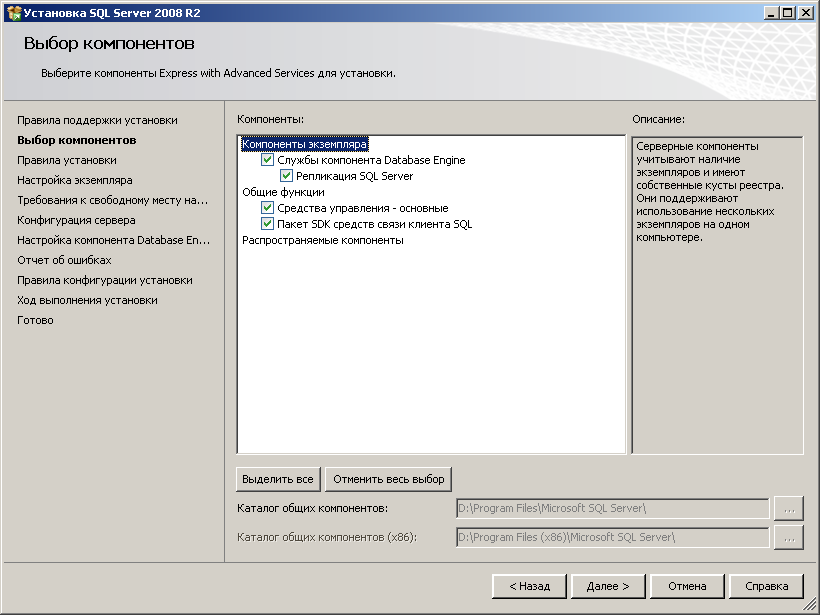 Установка SQL Server 2008 R2
Выбор компонентов
Выберите компоненты Express with Advanced Services для установки.
Правила поддержки установки
Выбор компонентов
Правила установки
Настройка экземпляра
Требования к свободному месту на...
Конфигурация сервера
Настройка компонента Database En...
Отчет об ошибках
Правила конфигурации установки
Ход выполнения установки
Готово
Компоненты:
Компоненты экземпляра
Службы компонента Database Engine
Репликация SQL Server
Общие функции
Средства управления - основные
Пакет SDK средств связи клиента SQL
Распространяемые компоненты
Описание:
Серверные компоненты
учитывают наличие
экземпляров и имеют
собственные кусты реестра.
Они поддерживают
использование нескольких
экземпляров на одном
компьютере.
Выделить все
Отменить весь выбор
Каталог общих компонентов:
D:\Program Files\Microsoft SQL Server\
...
Каталог общих компонентов (x86):
D:\Program Files (x86)\Microsoft SQL Server\
...
< Назад
Далее >
Отмена
Справка